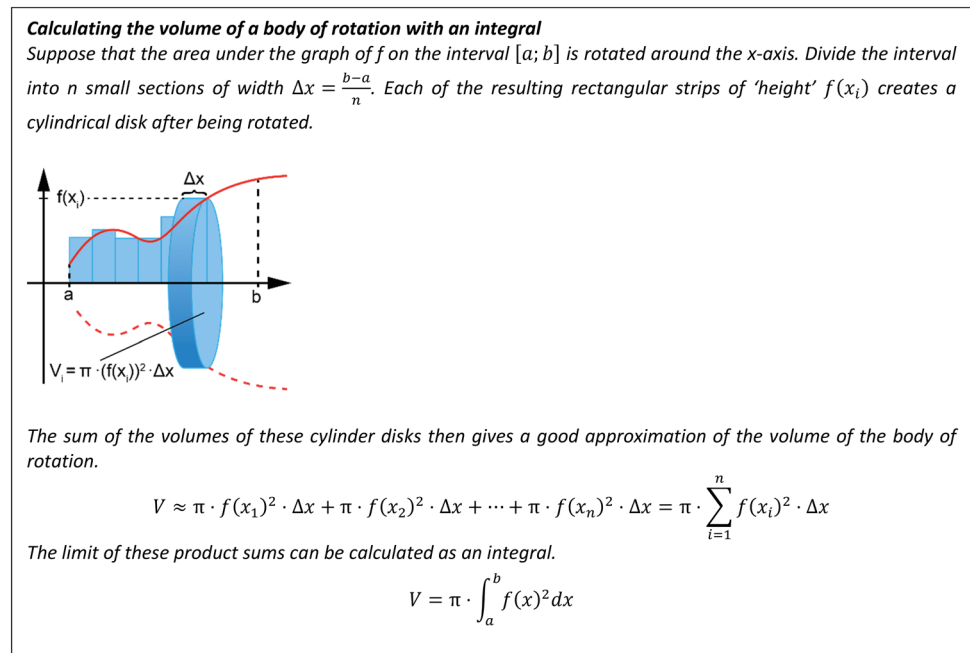 Calculating the volume of a body of rotation with an integral
Suppose that the area under the graph of f on the interval [a; b] is rotated around the x-axis. Divide the interval
into n small sections of width Δx = (b−a)/n. Each of the resulting rectangular strips of ‘height’ f(xᵢ) creates a
cylindrical disk after being rotated.
Δx
f(xᵢ)
a
b
Vᵢ = π ·(f(xᵢ))² ·Δx
The sum of the volumes of these cylinder disks then gives a good approximation of the volume of the body of
rotation.
V ≈ π · f(x₁)² · Δx + π · f(x₂)² · Δx + ⋯ + π · f(xₙ)² · Δx = π · ∑ᵢ₌₁ⁿ f(xᵢ)² · Δx
The limit of these product sums can be calculated as an integral.
V = π · ∫ₐᵇ f(x)² dx